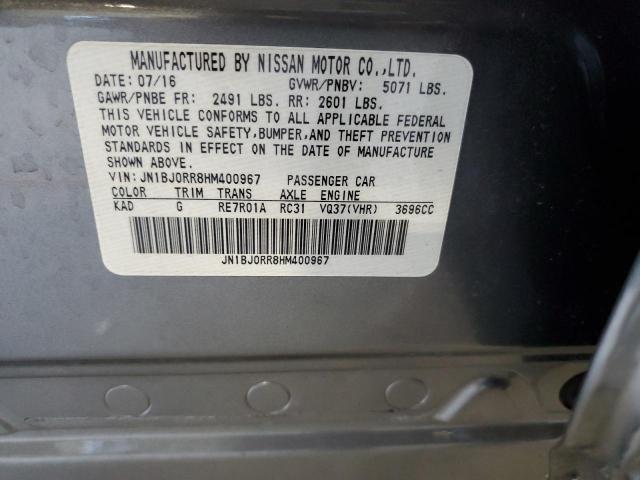 MANUFACTURED BY NISSAN MOTOR CO.,LTD.
DATE: 07/16 GVWR/PNBV: 5071 LBS.
GAWR/PNBE FR: 2491 LBS. RR: 2601 LBS.
THIS VEHICLE CONFORMS TO ALL APPLICABLE FEDERAL
MOTOR VEHICLE SAFETY,BUMPER,AND THEFT PREVENTION
STANDARDS IN EFFECT ON THE DATE OF MANUFACTURE
SHOWN ABOVE.
VIN: JN1BJ0RR8HM400967 PASSENGER CAR
COLOR TRIM TRANS AXLE ENGINE
KAD G RE7R01A RC31 VQ37(VHR) 3696CC
JN1BJ0RR8HM400967